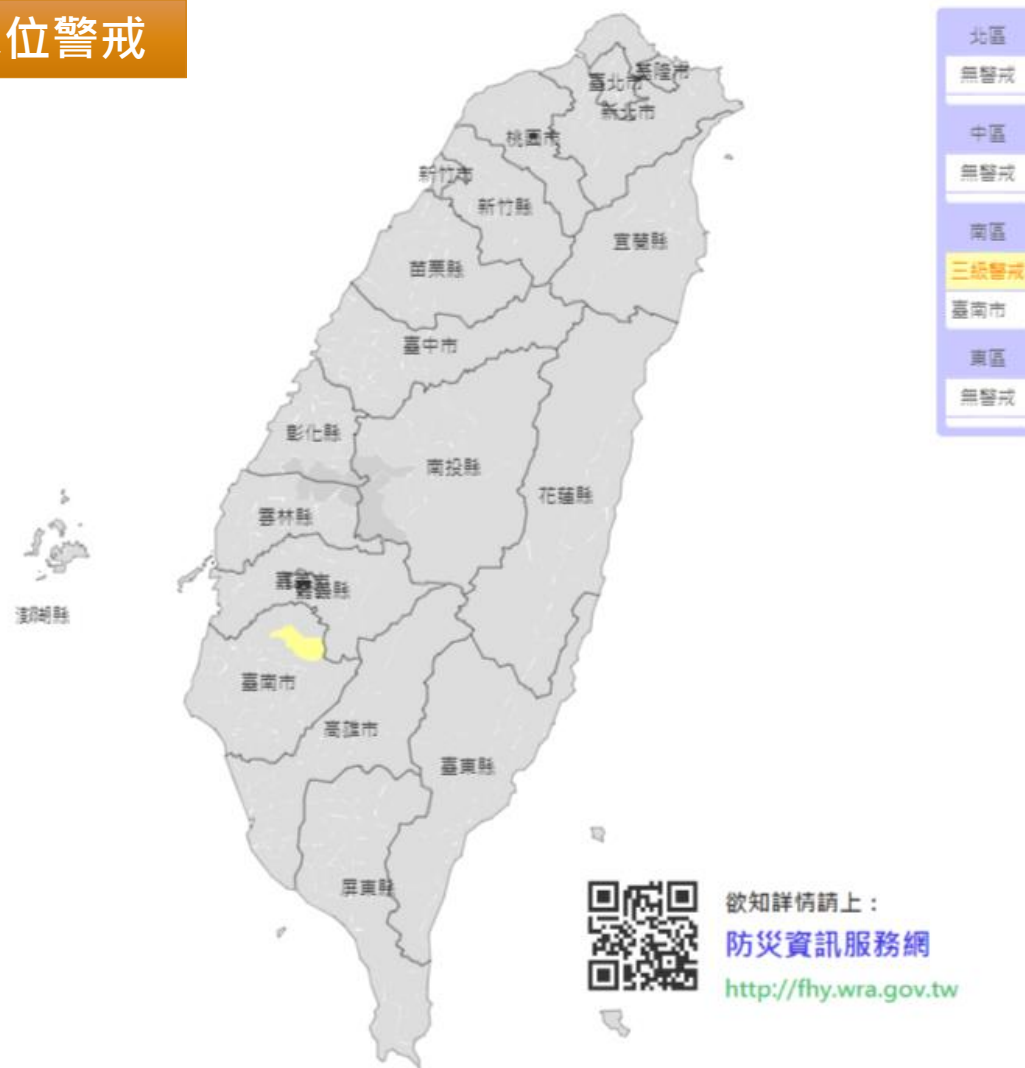 位警戒
北區
無警戒
中區
無警戒
南區
三級警戒
臺南市
東區
無警戒
基隆市
臺北市
新北市
桃園市
新竹市
新竹縣
宜蘭縣
苗栗縣
臺中市
彰化縣
南投縣
花蓮縣
雲林縣
嘉義縣
澎湖縣
臺南市
高雄市
臺東縣
屏東縣
欲知詳情請上：
防災資訊服務網
http://fhy.wra.gov.tw